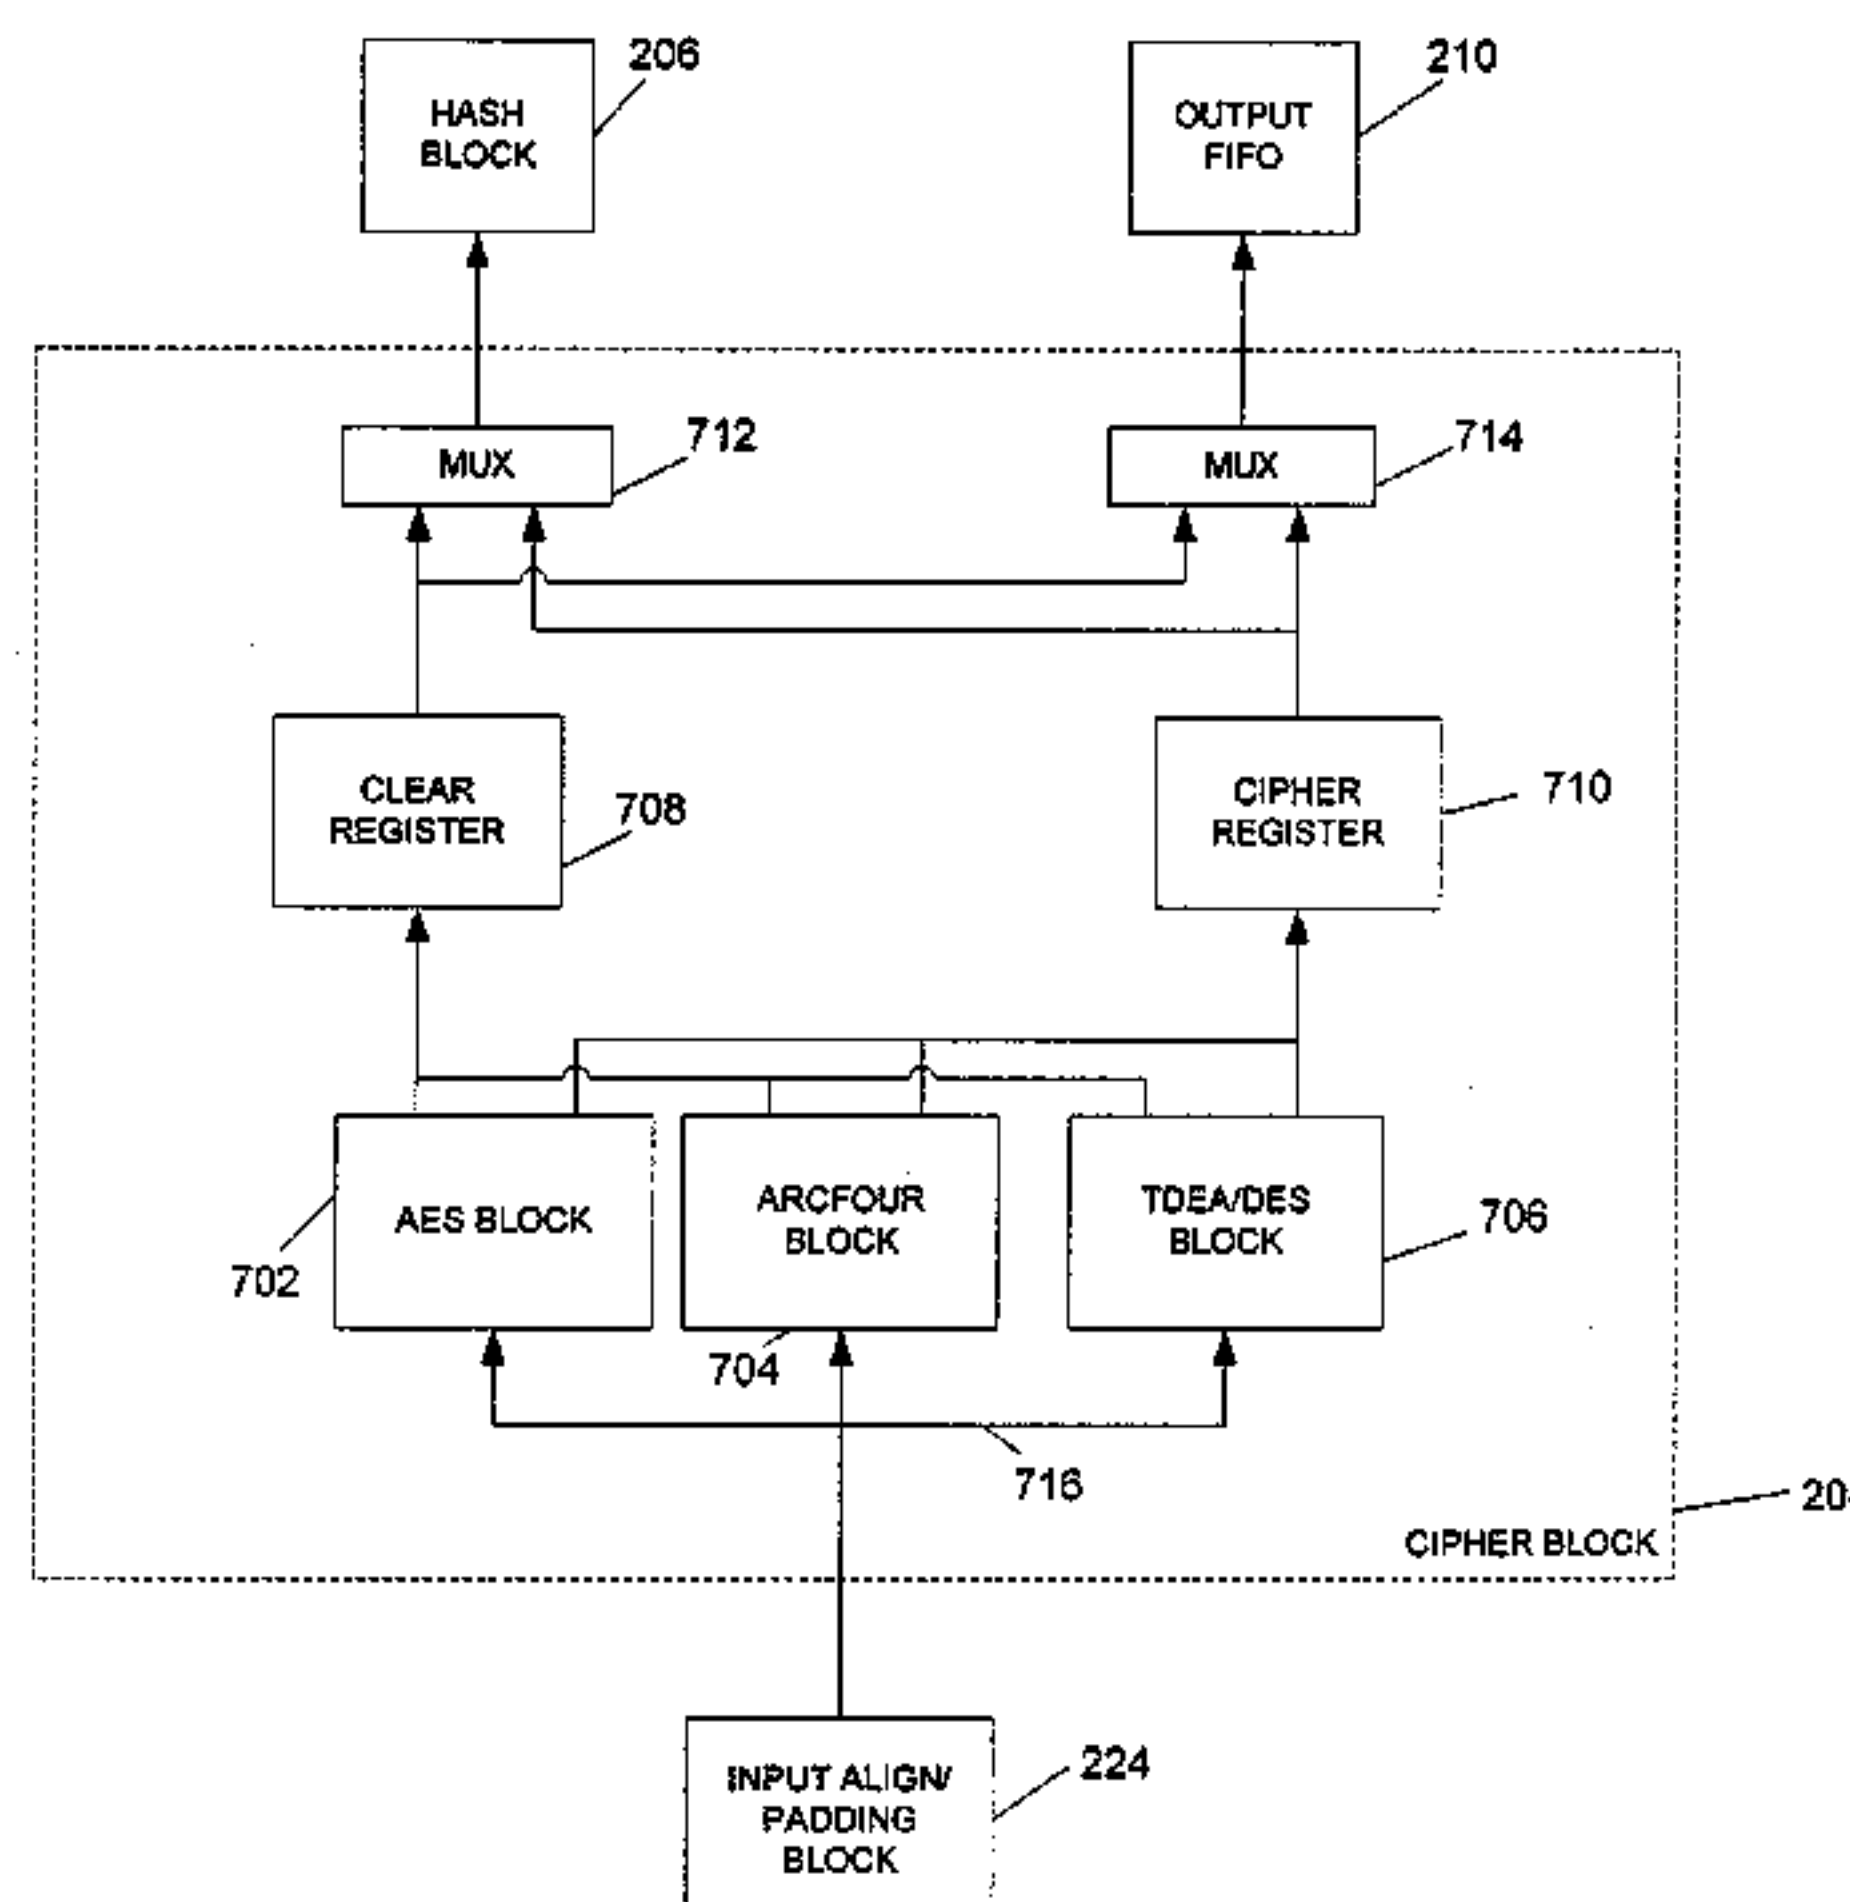 206
HASH
BLOCK
210
OUTPUT
FIFO
MUX
712
MUX
714
CLEAR
REGISTER
708
CIPHER
REGISTER
710
AES BLOCK
702
ARCFOUR
BLOCK
704
TDEA/DES
BLOCK
706
716
CIPHER BLOCK
INPUT ALIGN/
PADDING
BLOCK
224